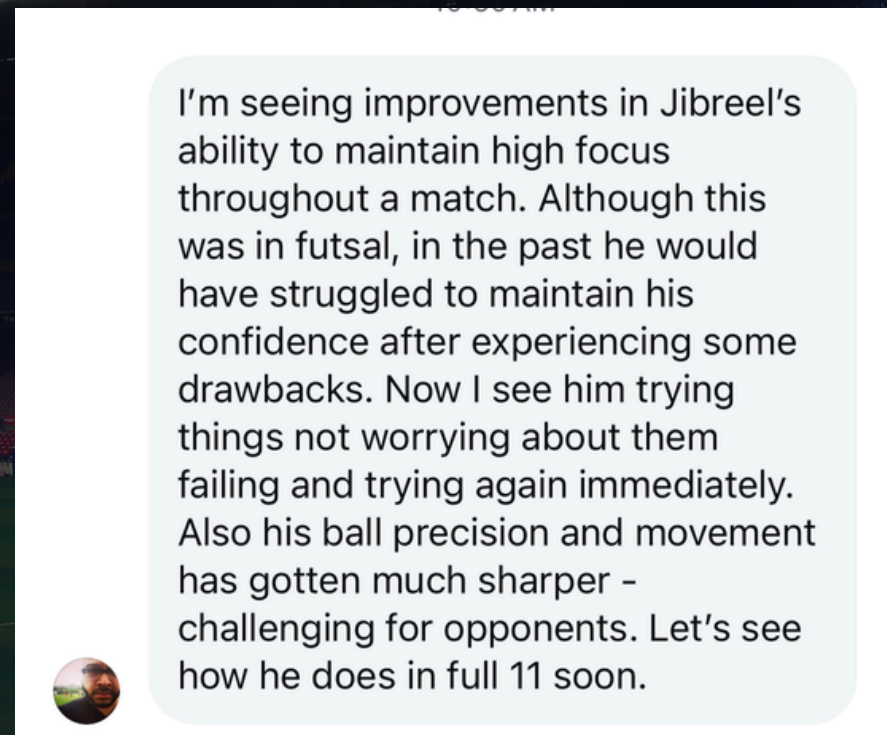 I'm seeing improvements in Jibreel's
ability to maintain high focus
throughout a match. Although this
was in futsal, in the past he would
have struggled to maintain his
confidence after experiencing some
drawbacks. Now I see him trying
things not worrying about them
failing and trying again immediately.
Also his ball precision and movement
has gotten much sharper -
challenging for opponents. Let's see
how he does in full 11 soon.